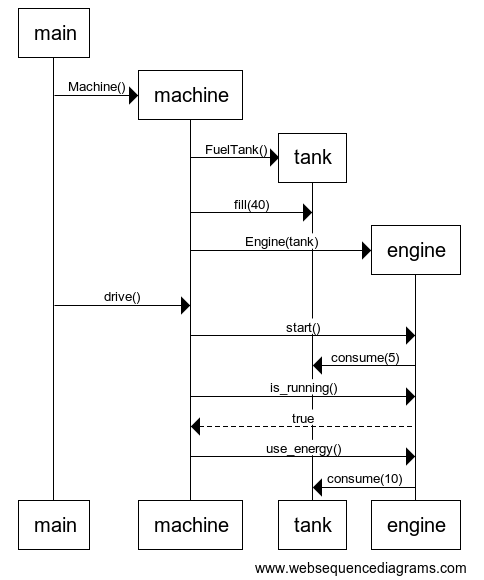 main
Machine()
machine
FuelTank()
tank
fill(40)
Engine(tank)
engine
drive()
start()
consume(5)
is_running()
true
use_energy()
consume(10)
main
machine
tank
engine
www.websequencediagrams.com